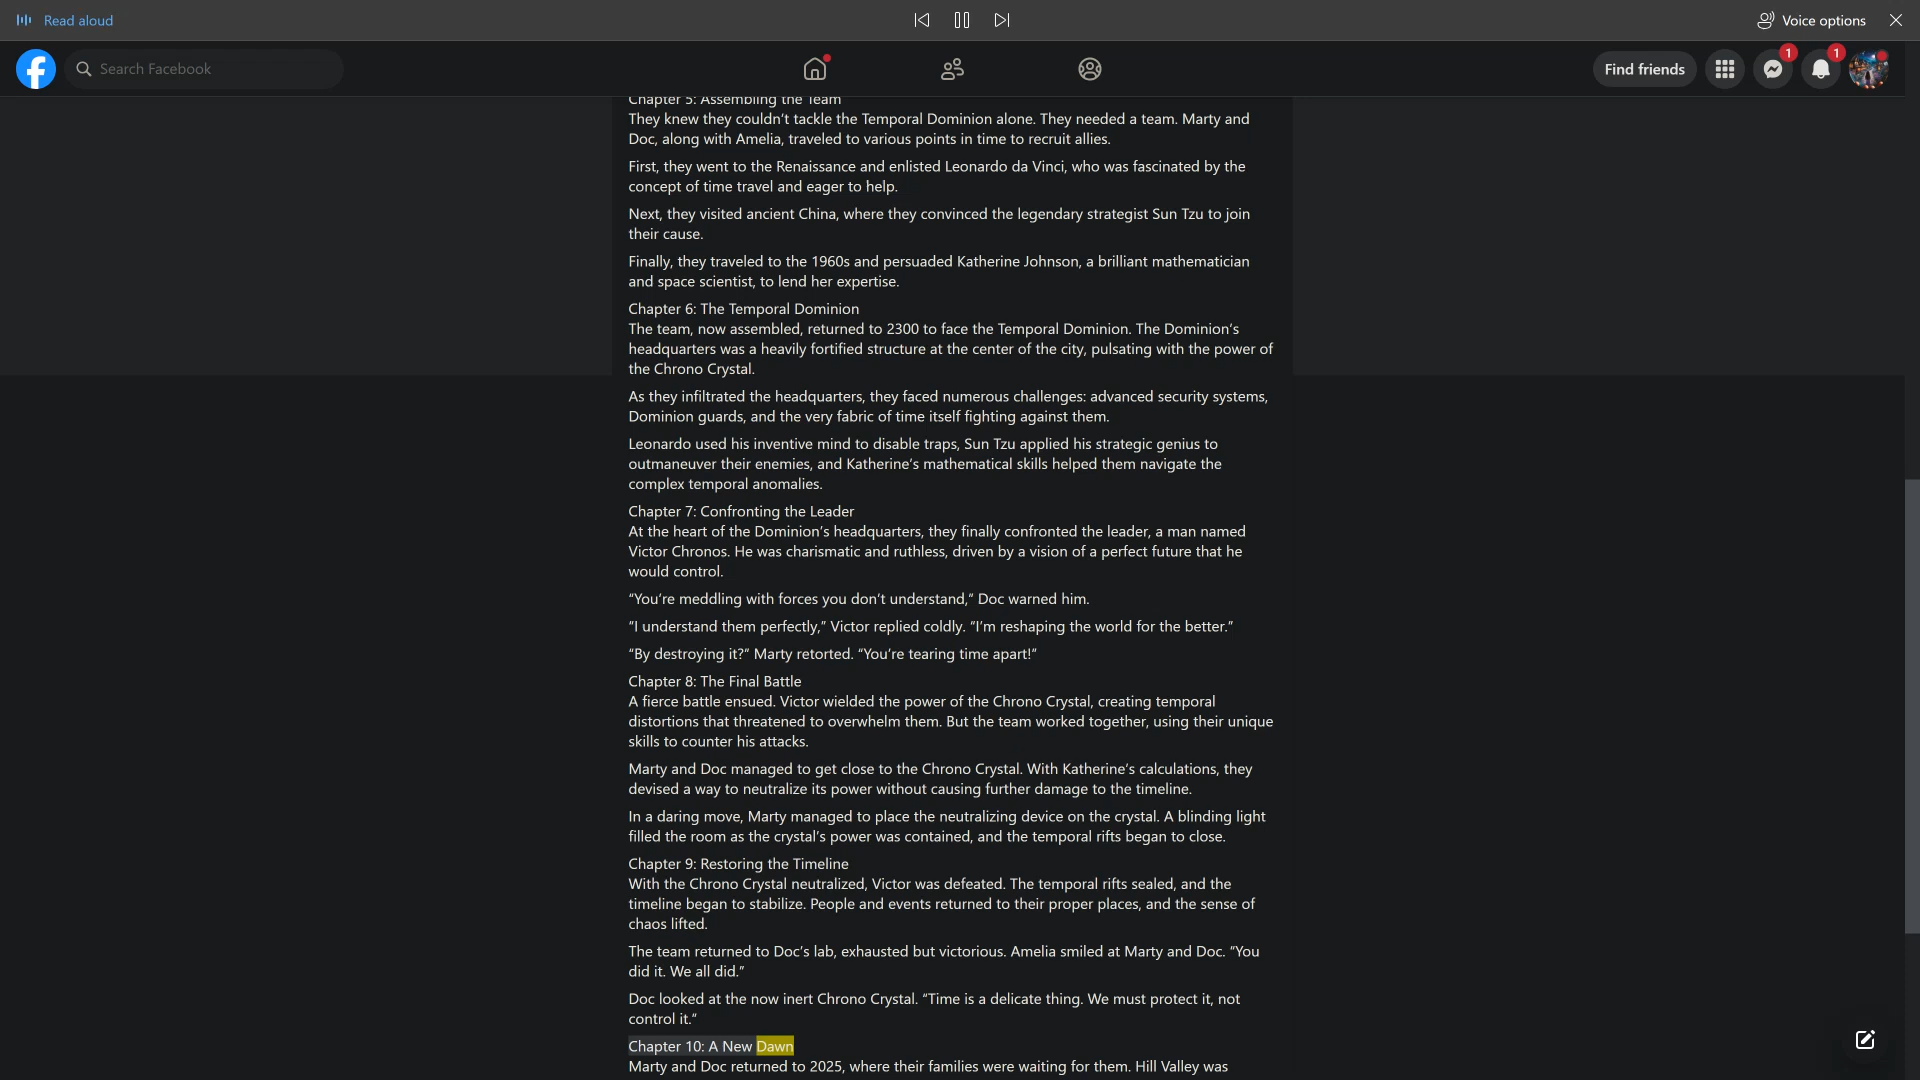 Read aloud
Voice options
Search Facebook
Find friends
1
1
Chapter 5: Assembling the Team
They knew they couldn't tackle the Temporal Dominion alone. They needed a team. Marty and
Doc, along with Amelia, traveled to various points in time to recruit allies.
First, they went to the Renaissance and enlisted Leonardo da Vinci, who was fascinated by the
concept of time travel and eager to help.
Next, they visited ancient China, where they convinced the legendary strategist Sun Tzu to join
their cause.
Finally, they traveled to the 1960s and persuaded Katherine Johnson, a brilliant mathematician
and space scientist, to lend her expertise.
Chapter 6: The Temporal Dominion
The team, now assembled, returned to 2300 to face the Temporal Dominion. The Dominion's
headquarters was a heavily fortified structure at the center of the city, pulsating with the power of
the Chrono Crystal.
As they infiltrated the headquarters, they faced numerous challenges: advanced security systems,
Dominion guards, and the very fabric of time itself fighting against them.
Leonardo used his inventive mind to disable traps, Sun Tzu applied his strategic genius to
outmaneuver their enemies, and Katherine's mathematical skills helped them navigate the
complex temporal anomalies.
Chapter 7: Confronting the Leader
At the heart of the Dominion's headquarters, they finally confronted the leader, a man named
Victor Chronos. He was charismatic and ruthless, driven by a vision of a perfect future that he
would control.
"You're meddling with forces you don't understand," Doc warned him.
"I understand them perfectly," Victor replied coldly. "I'm reshaping the world for the better."
"By destroying it?" Marty retorted. "You're tearing time apart!"
Chapter 8: The Final Battle
A fierce battle ensued. Victor wielded the power of the Chrono Crystal, creating temporal
distortions that threatened to overwhelm them. But the team worked together, using their unique
skills to counter his attacks.
Marty and Doc managed to get close to the Chrono Crystal. With Katherine's calculations, they
devised a way to neutralize its power without causing further damage to the timeline.
In a daring move, Marty managed to place the neutralizing device on the crystal. A blinding light
filled the room as the crystal's power was contained, and the temporal rifts began to close.
Chapter 9: Restoring the Timeline
With the Chrono Crystal neutralized, Victor was defeated. The temporal rifts sealed, and the
timeline began to stabilize. People and events returned to their proper places, and the sense of
chaos lifted.
The team returned to Doc's lab, exhausted but victorious. Amelia smiled at Marty and Doc. "You
did it. We all did."
Doc looked at the now inert Chrono Crystal. "Time is a delicate thing. We must protect it, not
control it."
Chapter 10: A New Dawn
Marty and Doc returned to 2025, where their families were waiting for them. Hill Valley was